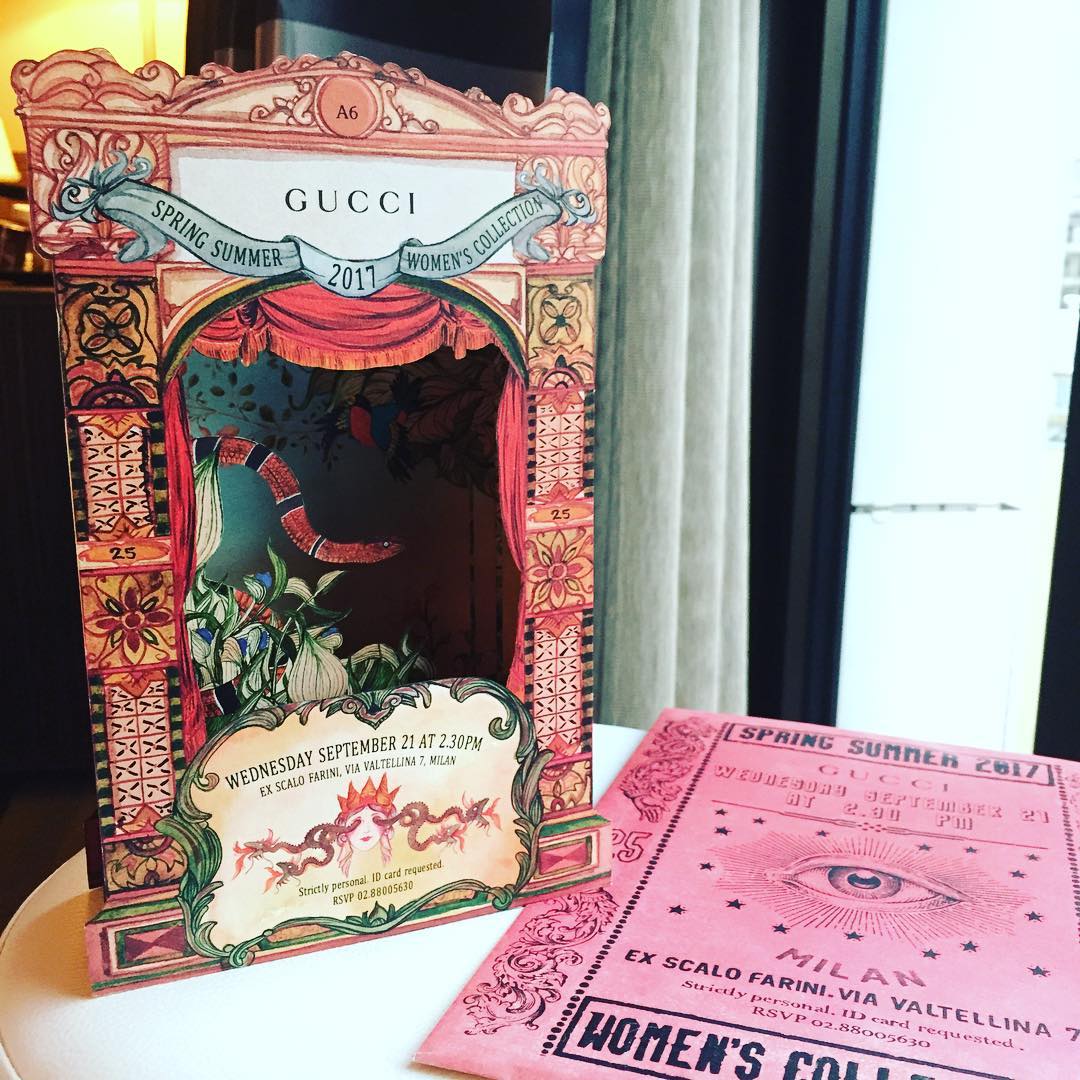 A6
GUCCI
SPRING SUMMER 2017 WOMEN'S COLLECTION
25 25
WEDNESDAY SEPTEMBER 21 AT 2.30PM
EX SCALO FARINI, VIA VALTELLINA 7, MILAN
Strictly personal. ID card requested.
RSVP 02.88005630
SPRING SUMMER 2017
GUCCI
WEDNESDAY SEPTEMBER 21
AT 2.30 PM
25
MILAN
EX SCALO FARINI, VIA VALTELLINA 7
Strictly personal. ID card requested.
RSVP 02.88005630
WOMEN'S